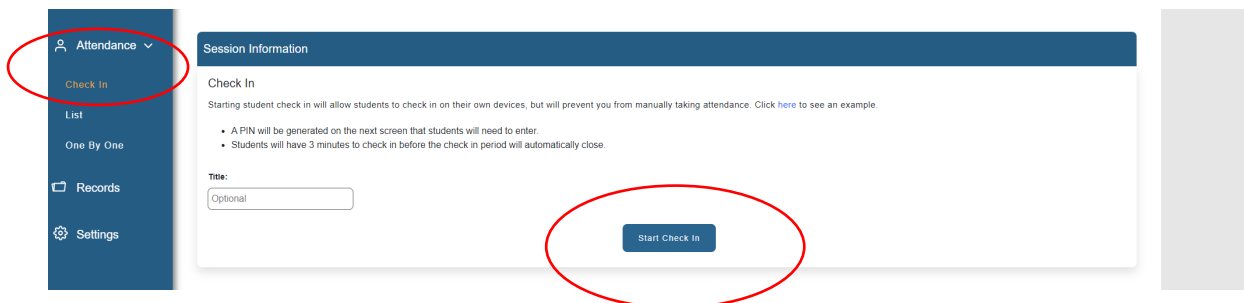 Attendance
Check In
List
One By One
Records
Settings
Session Information
Check In
Starting student check in will allow students to check in on their own devices, but will prevent you from manually taking attendance. Click here to see an example.
• A PIN will be generated on the next screen that students will need to enter.
• Students will have 3 minutes to check in before the check in period will automatically close.
Title:
Optional
Start Check In